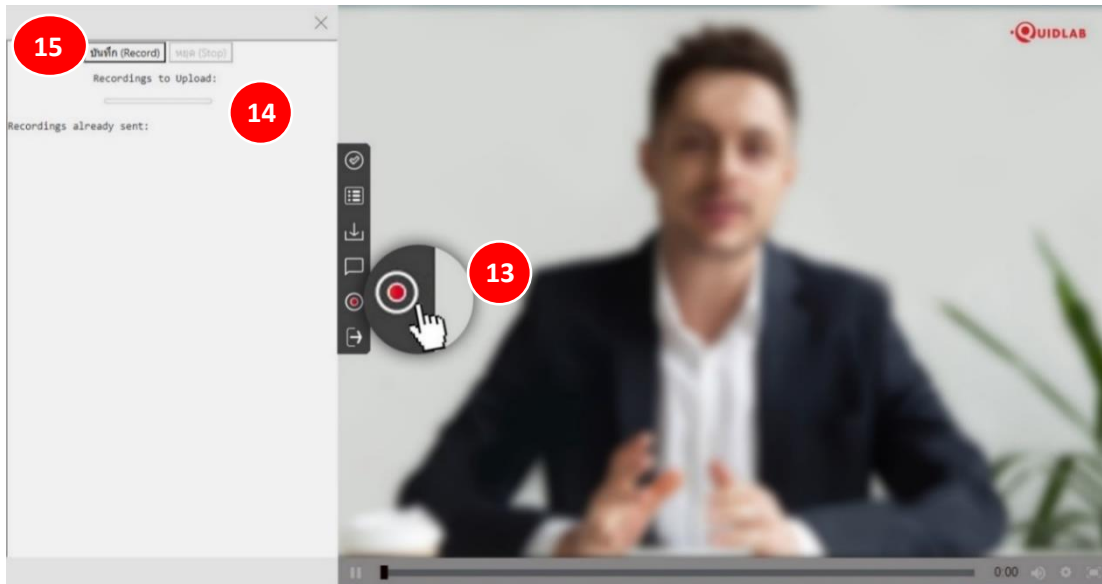 15
บันทึก (Record) หยุด (Stop)
Recordings to Upload:
14
Recordings already sent:
13
QUIDLAB
0:00